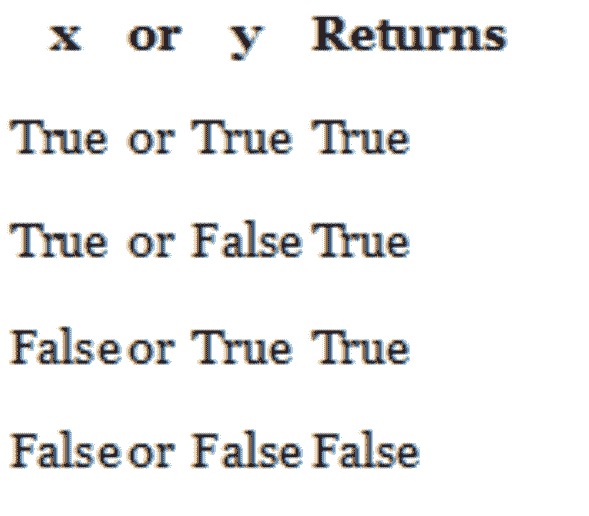 x or y Returns
True or True True
True or False True
False or True True
False or False False